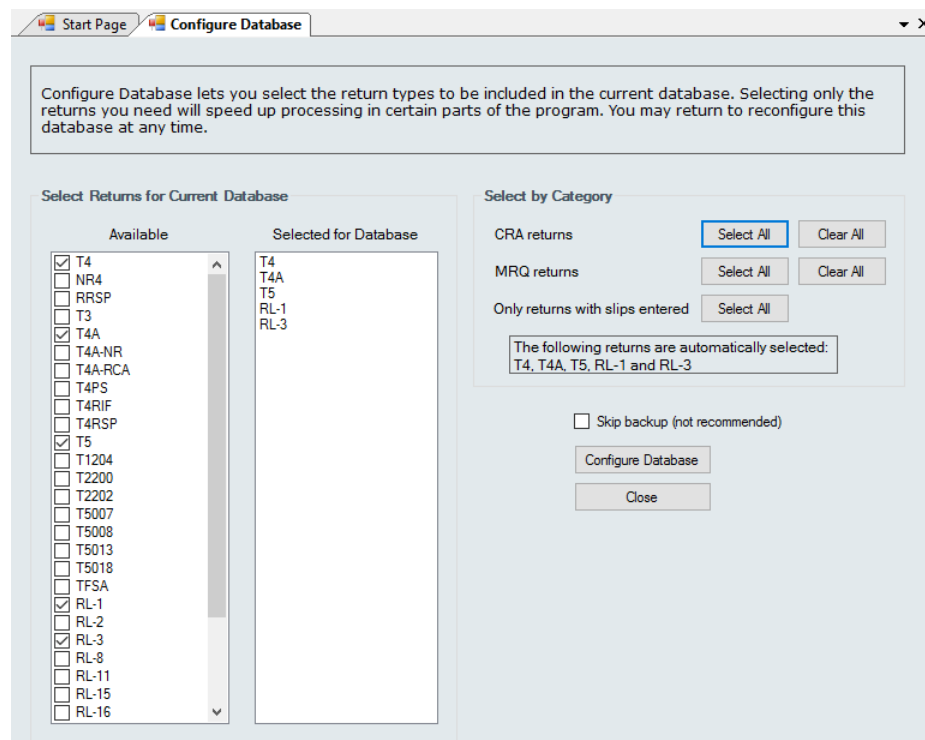 Start Page
Configure Database
Configure Database lets you select the return types to be included in the current database. Selecting only the
returns you need will speed up processing in certain parts of the program. You may return to reconfigure this
database at any time.
Select Returns for Current Database
Available
T4
NR4
RRSP
T3
T4A
T4A-NR
T4A-RCA
T4PS
T4RIF
T4RSP
T5
T1204
T2200
T2202
T5007
T5008
T5013
T5018
TFSA
RL-1
RL-2
RL-3
RL-8
RL-11
RL-15
RL-16
Selected for Database
T4
T4A
T5
RL-1
RL-3
Select by Category
CRA returns Select All Clear All
MRQ returns Select All Clear All
Only returns with slips entered Select All
The following returns are automatically selected:
T4, T4A, T5, RL-1 and RL-3
Skip backup (not recommended)
Configure Database
Close